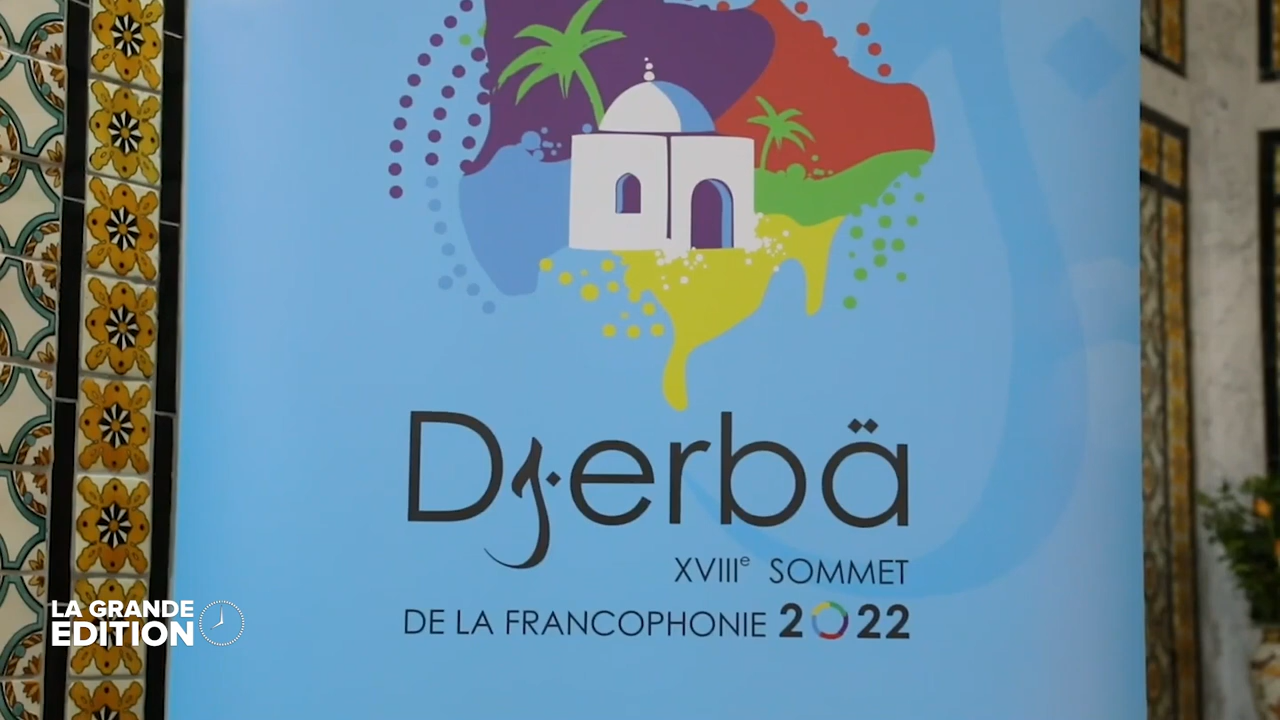 Djerbä
XVIIIe SOMMET
DE LA FRANCOPHONIE 2022
LA GRANDE
EDITION